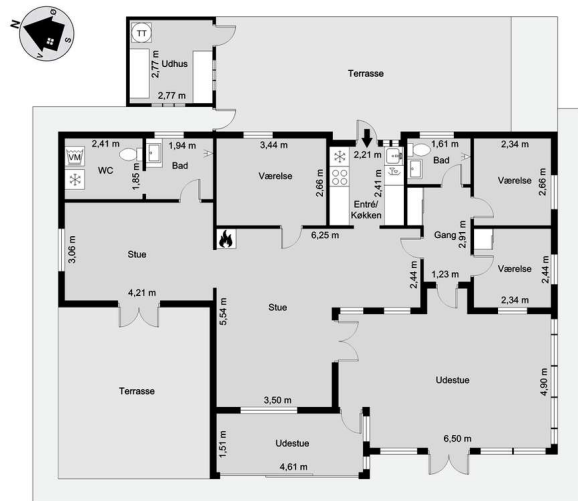 N
Ø
S
V
TT
Udhus
2,77 m
2,77 m
Terrasse
2,41 m
VM
WC
1,85 m
1,94 m
Bad
3,44 m
Værelse
2,66 m
2,21 m
2,41 m
Entré/
Køkken
1,61 m
Bad
2,34 m
Værelse
2,66 m
Gang
2,91 m
1,23 m
Værelse
2,44 m
2,34 m
3,06 m
Stue
4,21 m
6,25 m
2,44 m
5,54 m
Stue
3,50 m
Terrasse
Udestue
4,90 m
6,50 m
1,51 m
Udestue
4,61 m